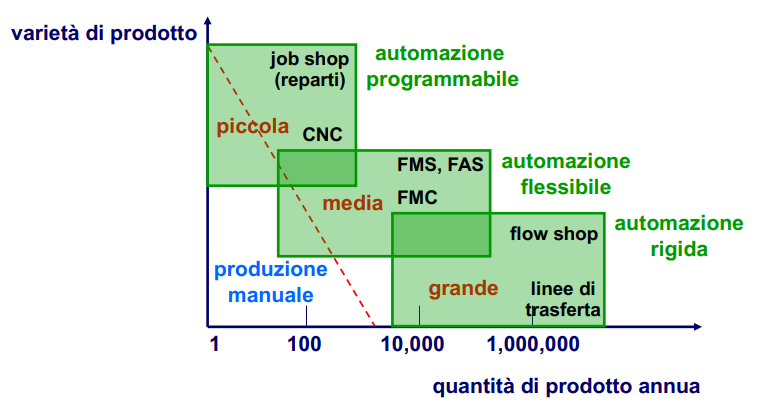 varietà di prodotto
job shop
(reparti)
automazione
programmabile
piccola
CNC
FMS, FAS
automazione
flessibile
FMC
media
automazione
rigida
flow shop
produzione
manuale
grande
linee di
trasferta
1
100
10,000
1,000,000
quantità di prodotto annua